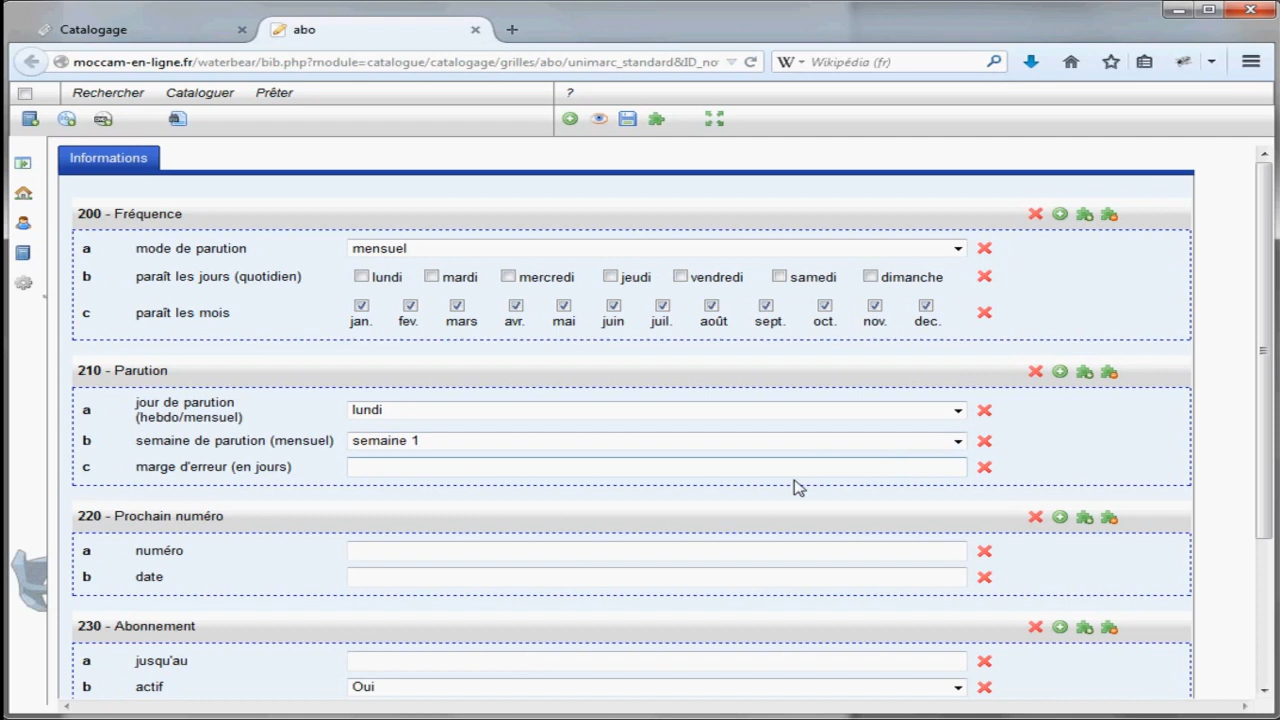 Catalogage
abo
moccam-en-ligne.fr/waterbear/bib.php?module=catalogue/catalogage/grilles/abo/unimarc_standard&ID_no
W Wikipédia (fr)
Rechercher Cataloguer Prêter ?
Informations
200 - Fréquence
a mode de parution mensuel
b paraît les jours (quotidien) lundi mardi mercredi jeudi vendredi samedi dimanche
c paraît les mois jan. fev. mars avr. mai juin juil. août sept. oct. nov. dec.
210 - Parution
a jour de parution (hebdo/mensuel) lundi
b semaine de parution (mensuel) semaine 1
c marge d'erreur (en jours)
220 - Prochain numéro
a numéro
b date
230 - Abonnement
a jusqu'au
b actif Oui